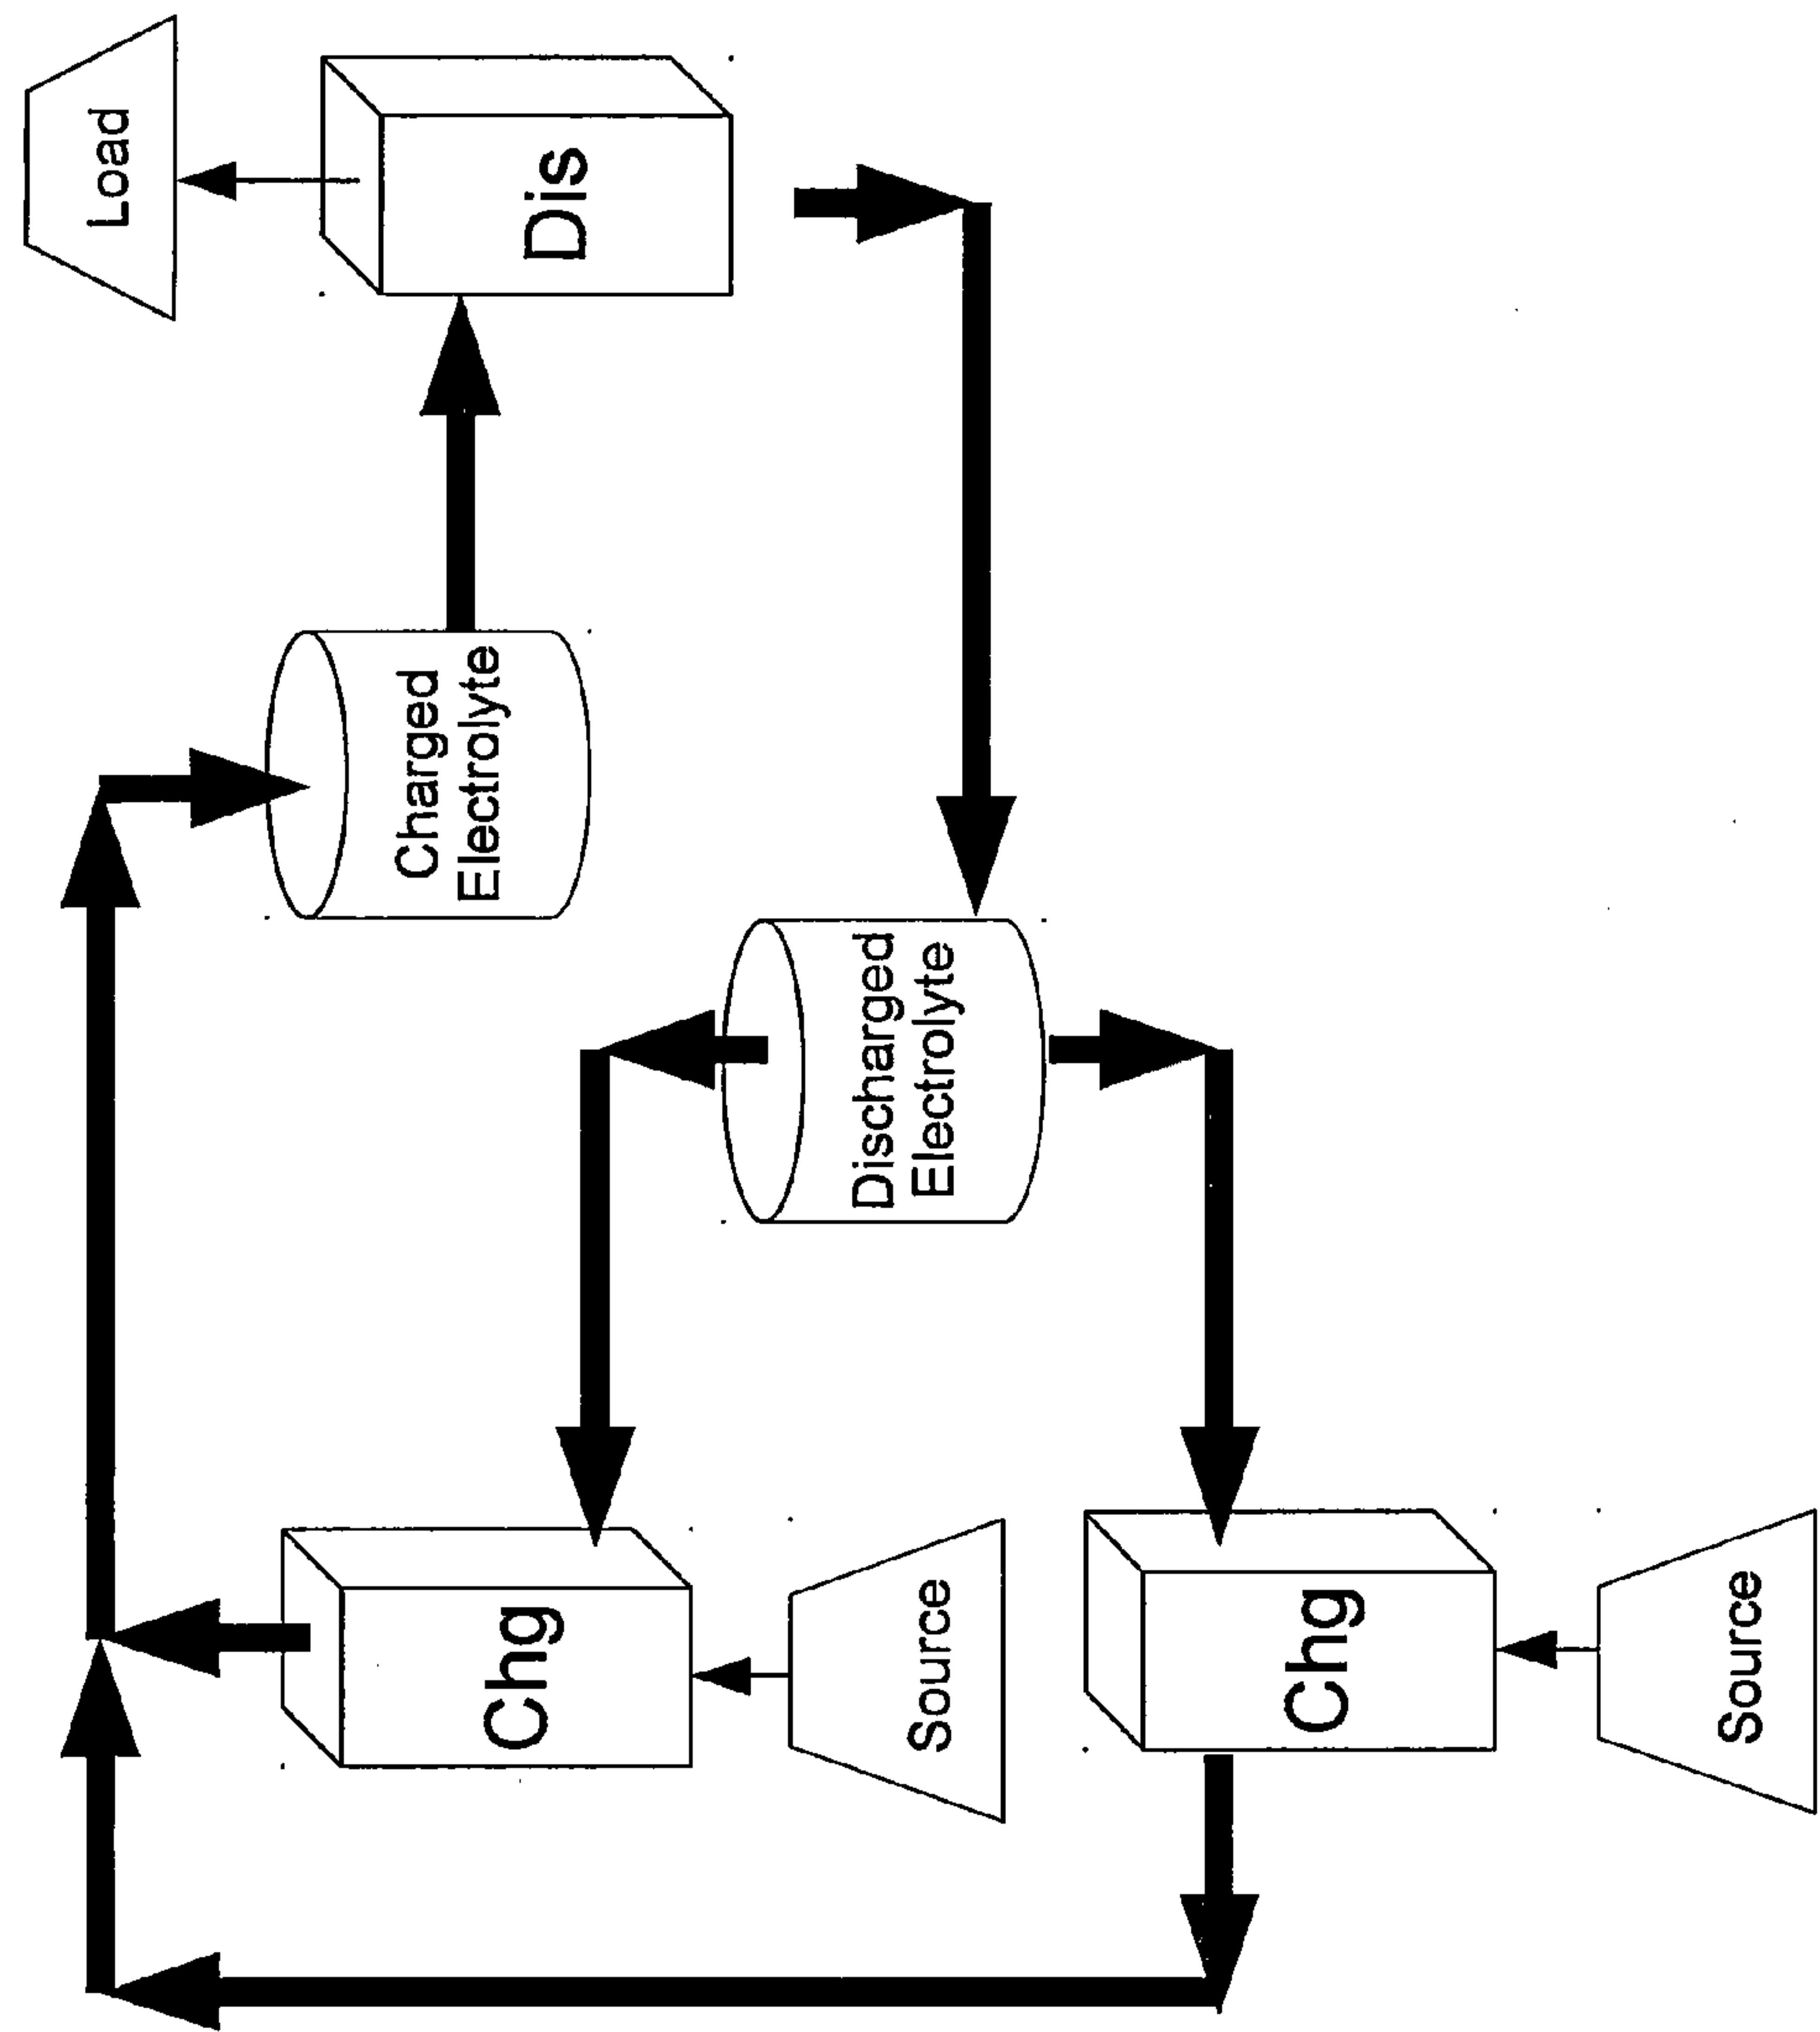 Load
Dis
Charged
Electrolyte
Discharged
Electrolyte
Chg
Source
Chg
Source